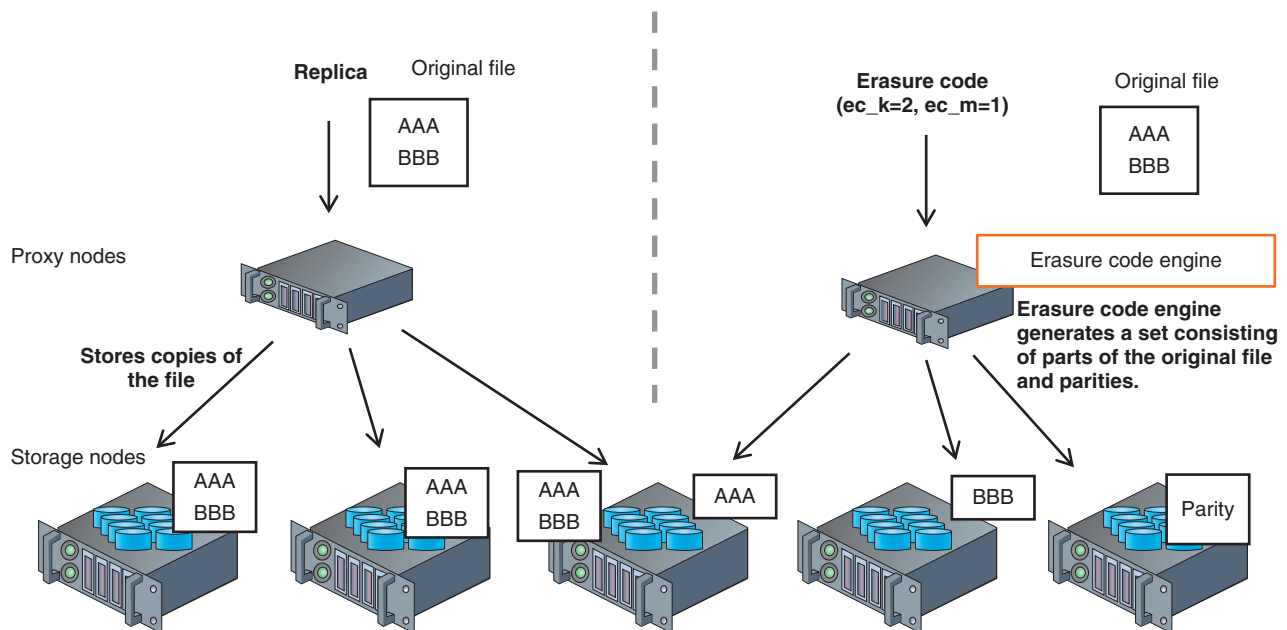 Replica
Original file
AAA
BBB
Erasure code
(ec_k=2, ec_m=1)
Original file
AAA
BBB
Proxy nodes
Erasure code engine
Erasure code engine
generates a set consisting
of parts of the original file
and parities.
Stores copies of
the file
Storage nodes
AAA
BBB
AAA
BBB
AAA
BBB
AAA
BBB
Parity